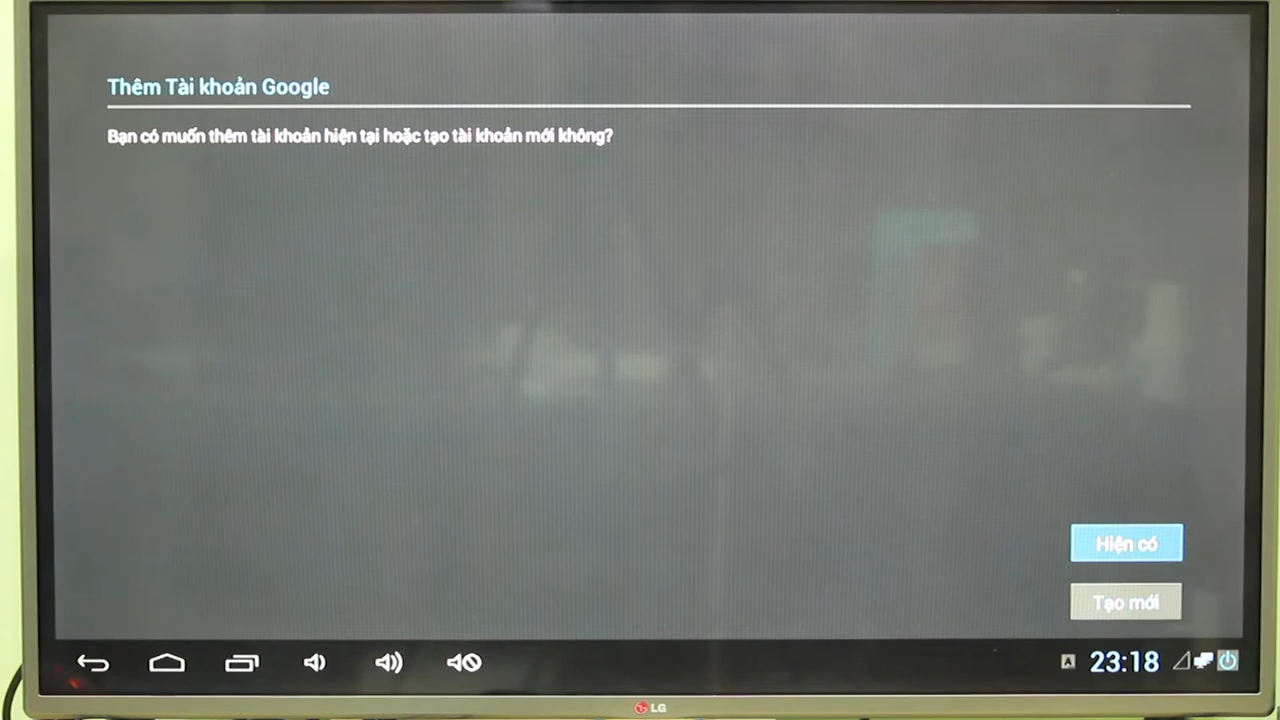 Thêm Tài khoản Google
Bạn có muốn thêm tài khoản hiện tại hoặc tạo tài khoản mới không?
Hiện có
Tạo mới
A 23:18
LG